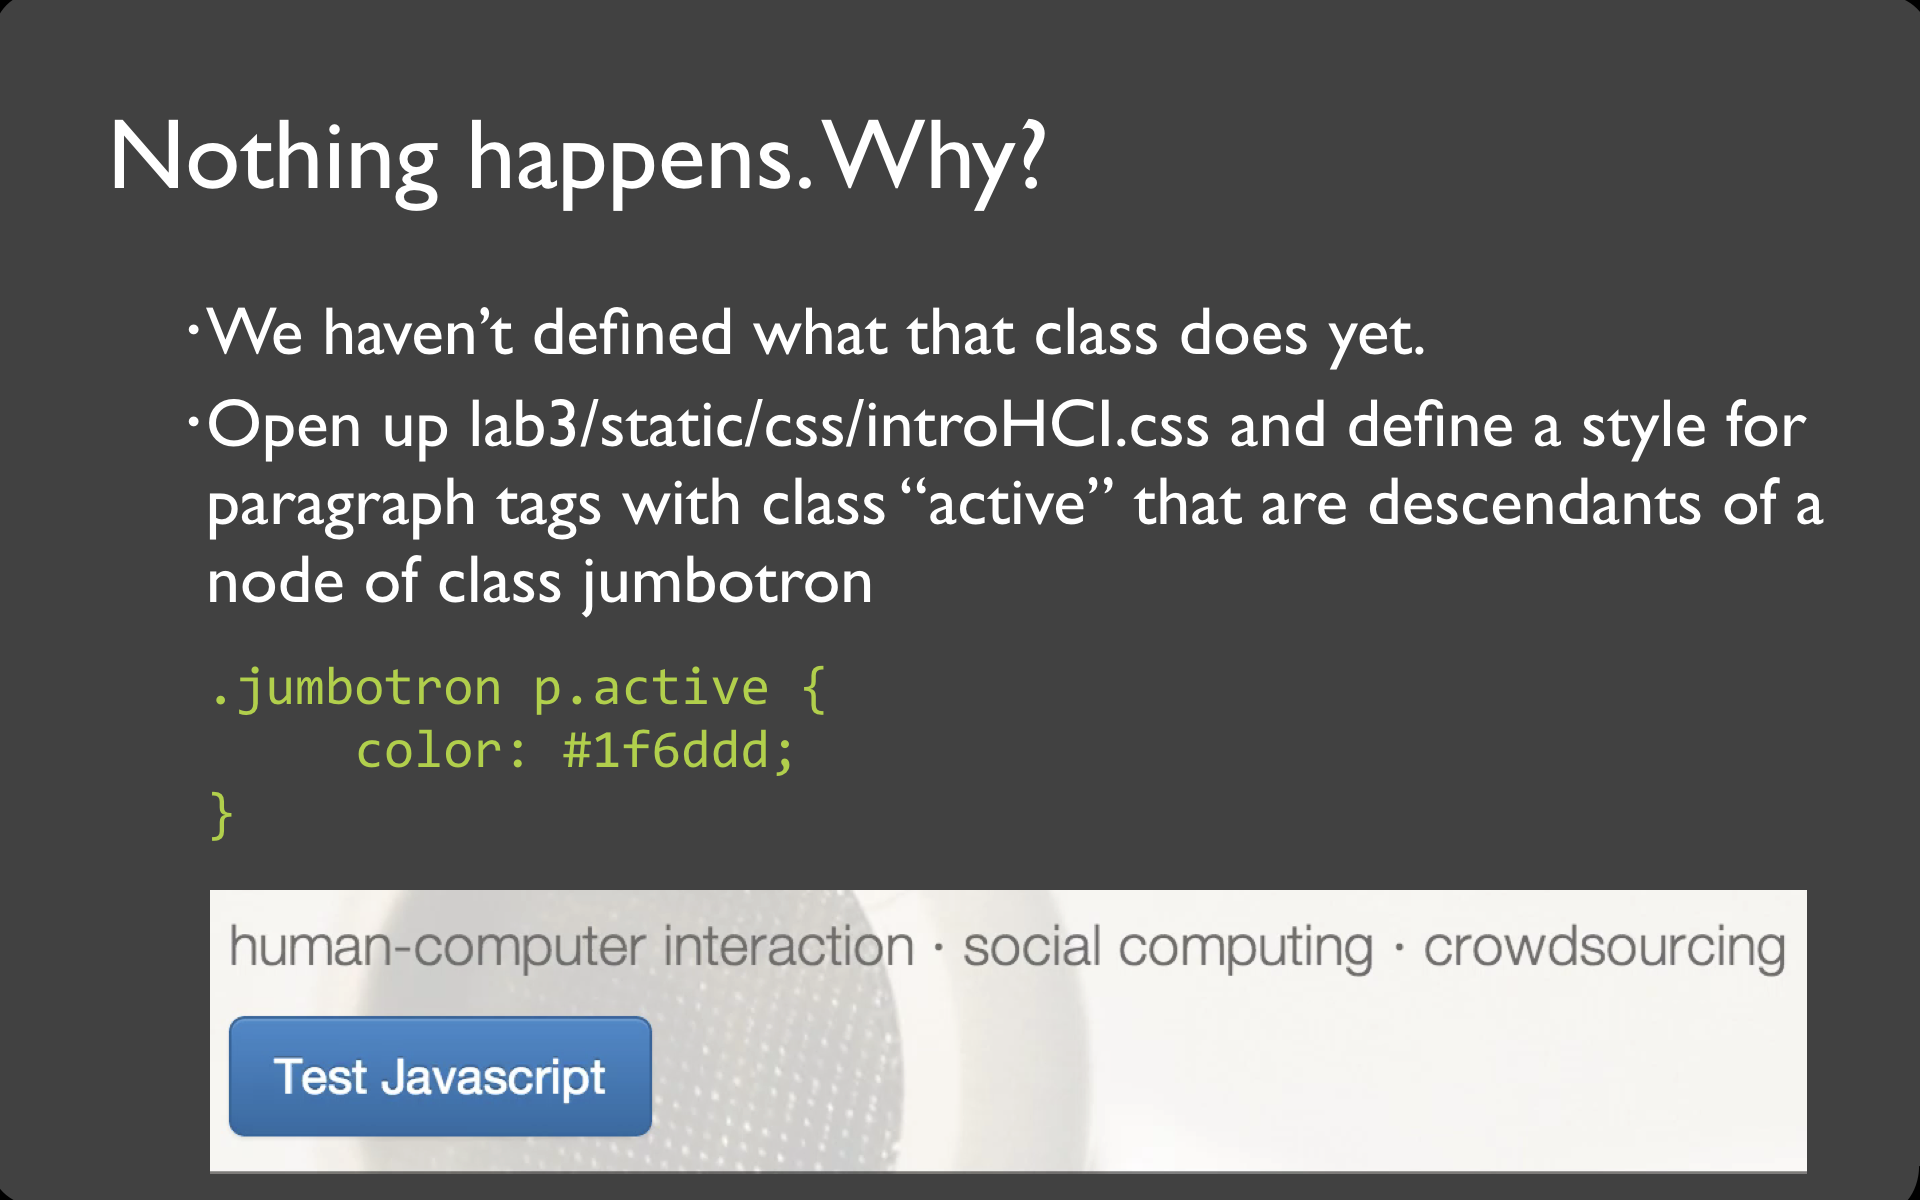 Nothing happens. Why?
·We haven’t defined what that class does yet.
·Open up lab3/static/css/introHCI.css and define a style for
paragraph tags with class “active” that are descendants of a
node of class jumbotron
.jumbotron p.active {
color: #1f6ddd;
}
human-computer interaction · social computing · crowdsourcing
Test Javascript